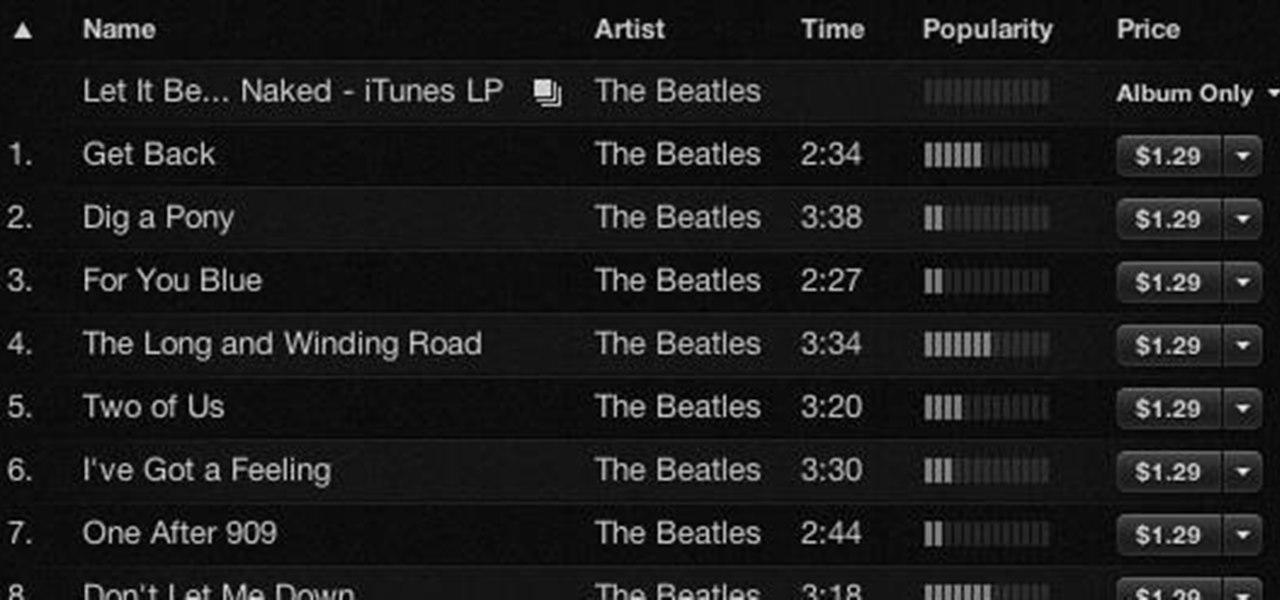 ▲ Name Artist Time Popularity Price
Let It Be... Naked - iTunes LP The Beatles Album Only
1. Get Back The Beatles 2:34 $1.29
2. Dig a Pony The Beatles 3:38 $1.29
3. For You Blue The Beatles 2:27 $1.29
4. The Long and Winding Road The Beatles 3:34 $1.29
5. Two of Us The Beatles 3:20 $1.29
6. I've Got a Feeling The Beatles 3:30 $1.29
7. One After 909 The Beatles 2:44 $1.29
8. Don't Let Me Down The Beatles 3:18 $1.29